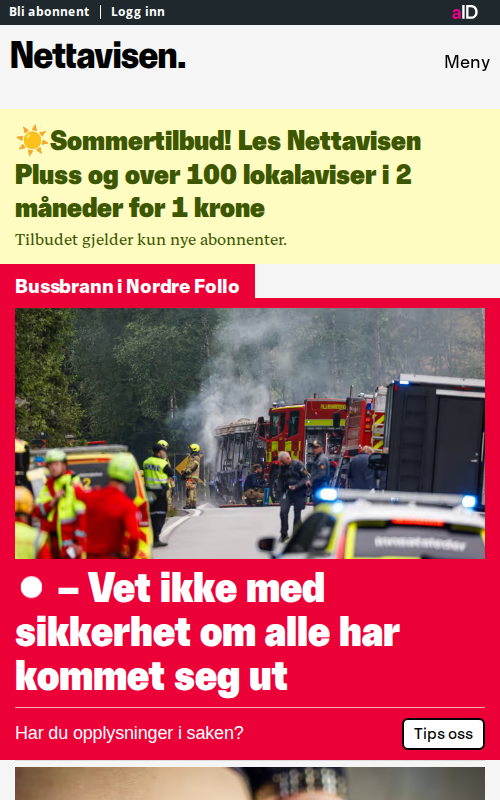 Bli abonnent
Logg inn
aID
Nettavisen.
Meny
☀️Sommertilbud! Les Nettavisen
Pluss og over 100 lokalaviser i 2
måneder for 1 krone
Tilbudet gjelder kun nye abonnenter.
Bussbrann i Nordre Follo
– Vet ikke med
sikkerhet om alle har
kommet seg ut
Har du opplysninger i saken?
Tips oss